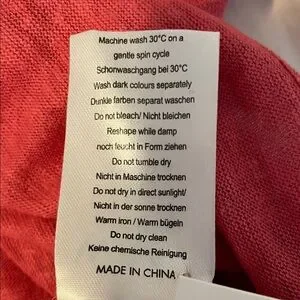 Machine wash 30°C on a
gentle spin cycle
Schonwaschgang bei 30°C
Wash dark colours separately
Dunkle farben separat waschen
Do not bleach/ Nicht bleichen
Reshape while damp
noch feucht in Form ziehen
Do not tumble dry
Nicht in Maschine trocknen
Do not dry in direct sunlight/
Nicht in der sonne trocknen
Warm iron / Warm bügeln
Do not dry clean
Keine chemische Reinigung
MADE IN CHINA